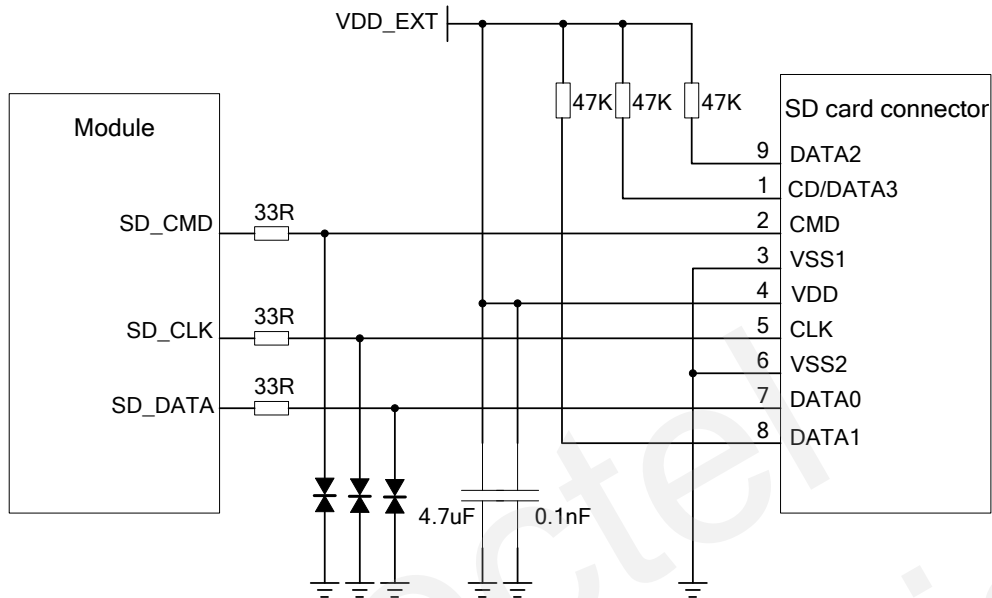 VDD_EXT
47K 47K 47K
SD card connector
Module
9 DATA2
1 CD/DATA3
SD_CMD 33R 2 CMD
3 VSS1
4 VDD
SD_CLK 33R 5 CLK
6 VSS2
SD_DATA 33R 7 DATA0
8 DATA1
4.7uF 0.1nF